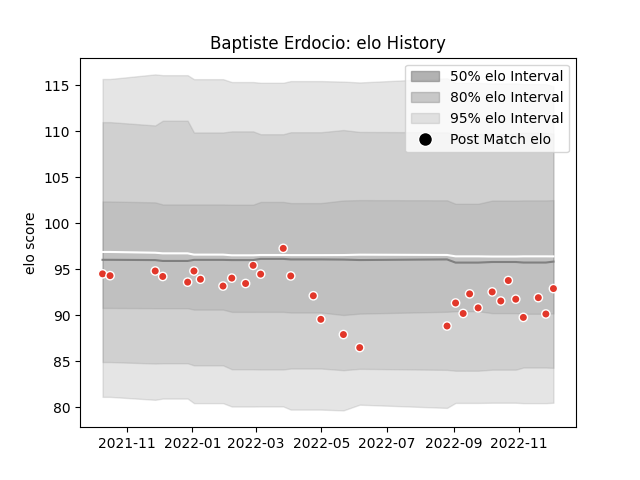 Baptiste Erdocio: elo History
50% elo Interval
80% elo Interval
95% elo Interval
Post Match elo
elo score
115
110
105
100
95
90
85
80
2021-11 2022-01 2022-03 2022-05 2022-07 2022-09 2022-11